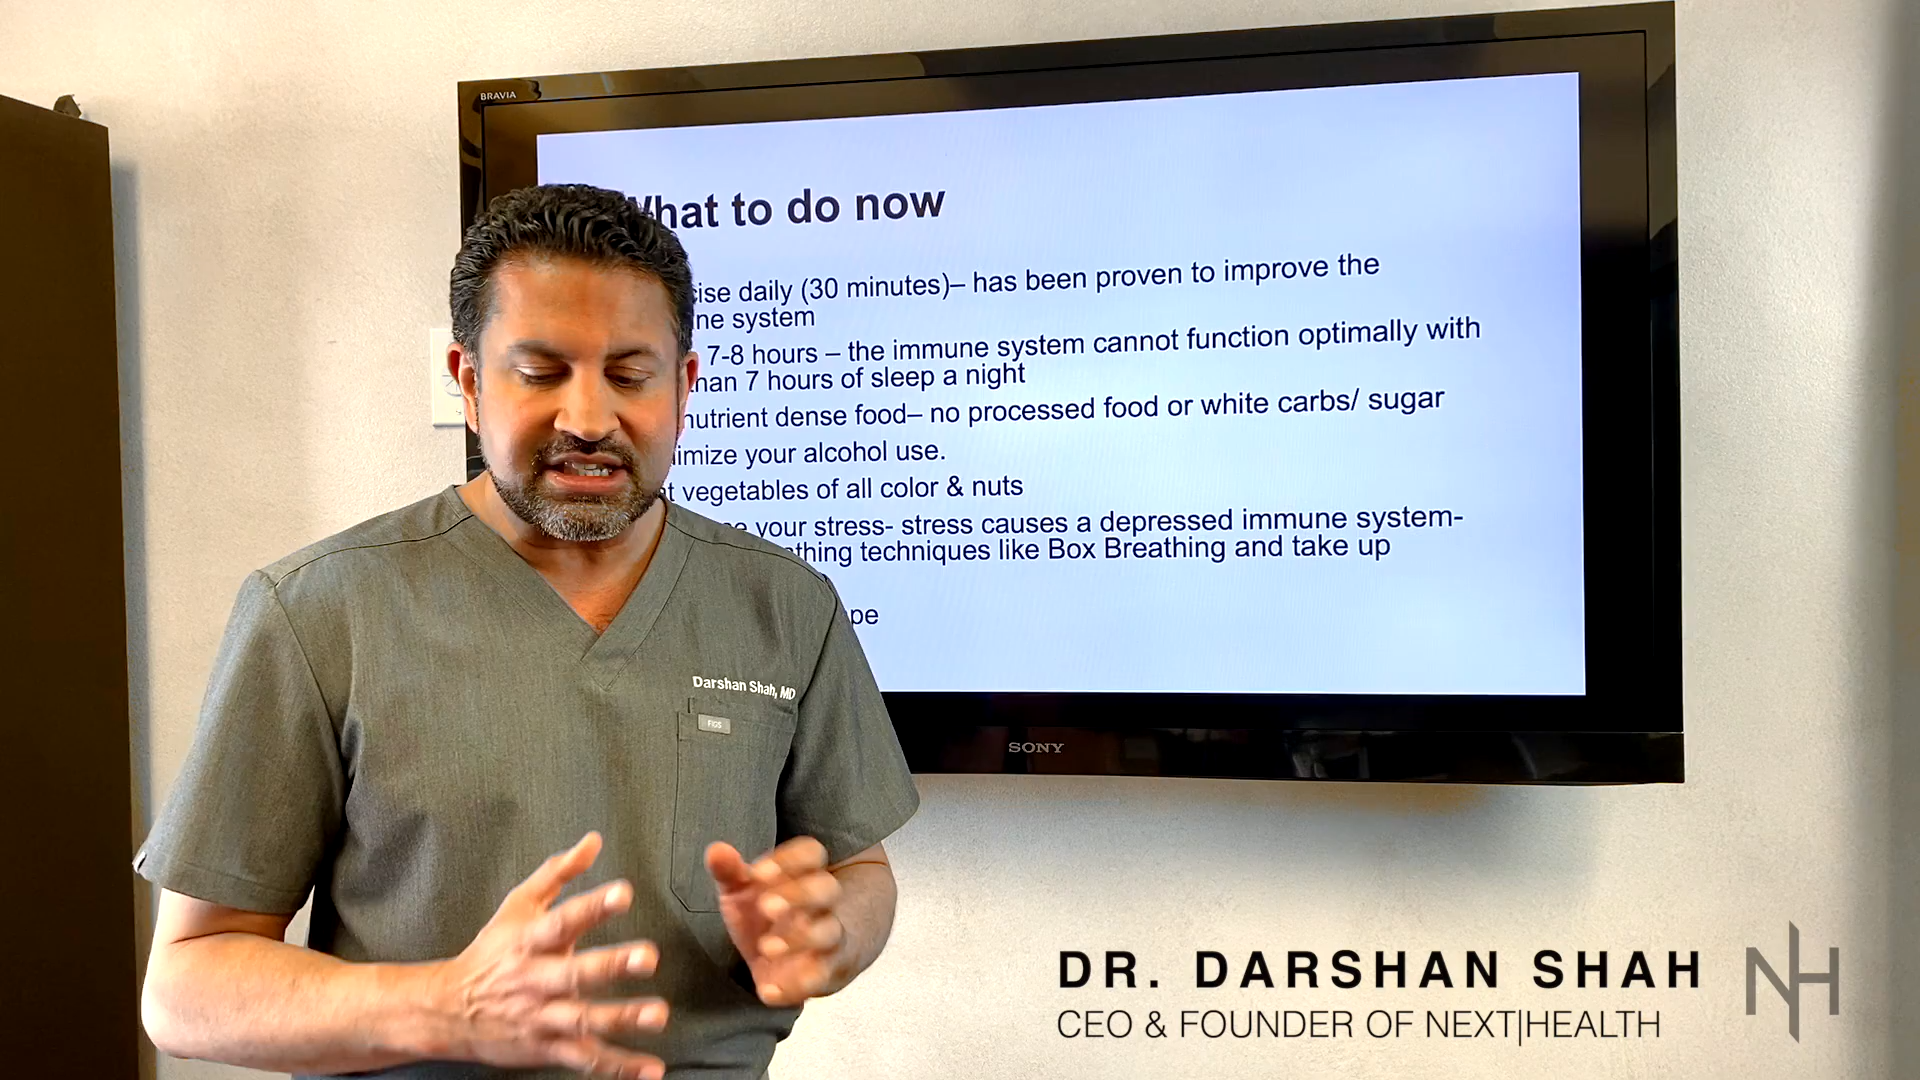 BRAVIA
What to do now
cise daily (30 minutes)– has been proven to improve the
ne system
7-8 hours – the immune system cannot function optimally with
han 7 hours of sleep a night
nutrient dense food– no processed food or white carbs/ sugar
imize your alcohol use.
at vegetables of all color & nuts
e your stress- stress causes a depressed immune system-
thing techniques like Box Breathing and take up
pe
SONY
Darshan Shah, MD
FIGS
DR. DARSHAN SHAH
CEO & FOUNDER OF NEXT|HEALTH
NH